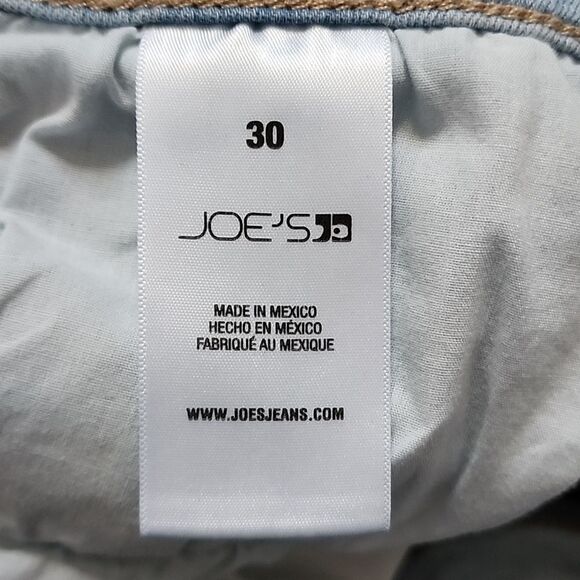 30
JOE'S
MADE IN MEXICO
HECHO EN MÉXICO
FABRIQUÉ AU MEXIQUE
WWW.JOESJEANS.COM